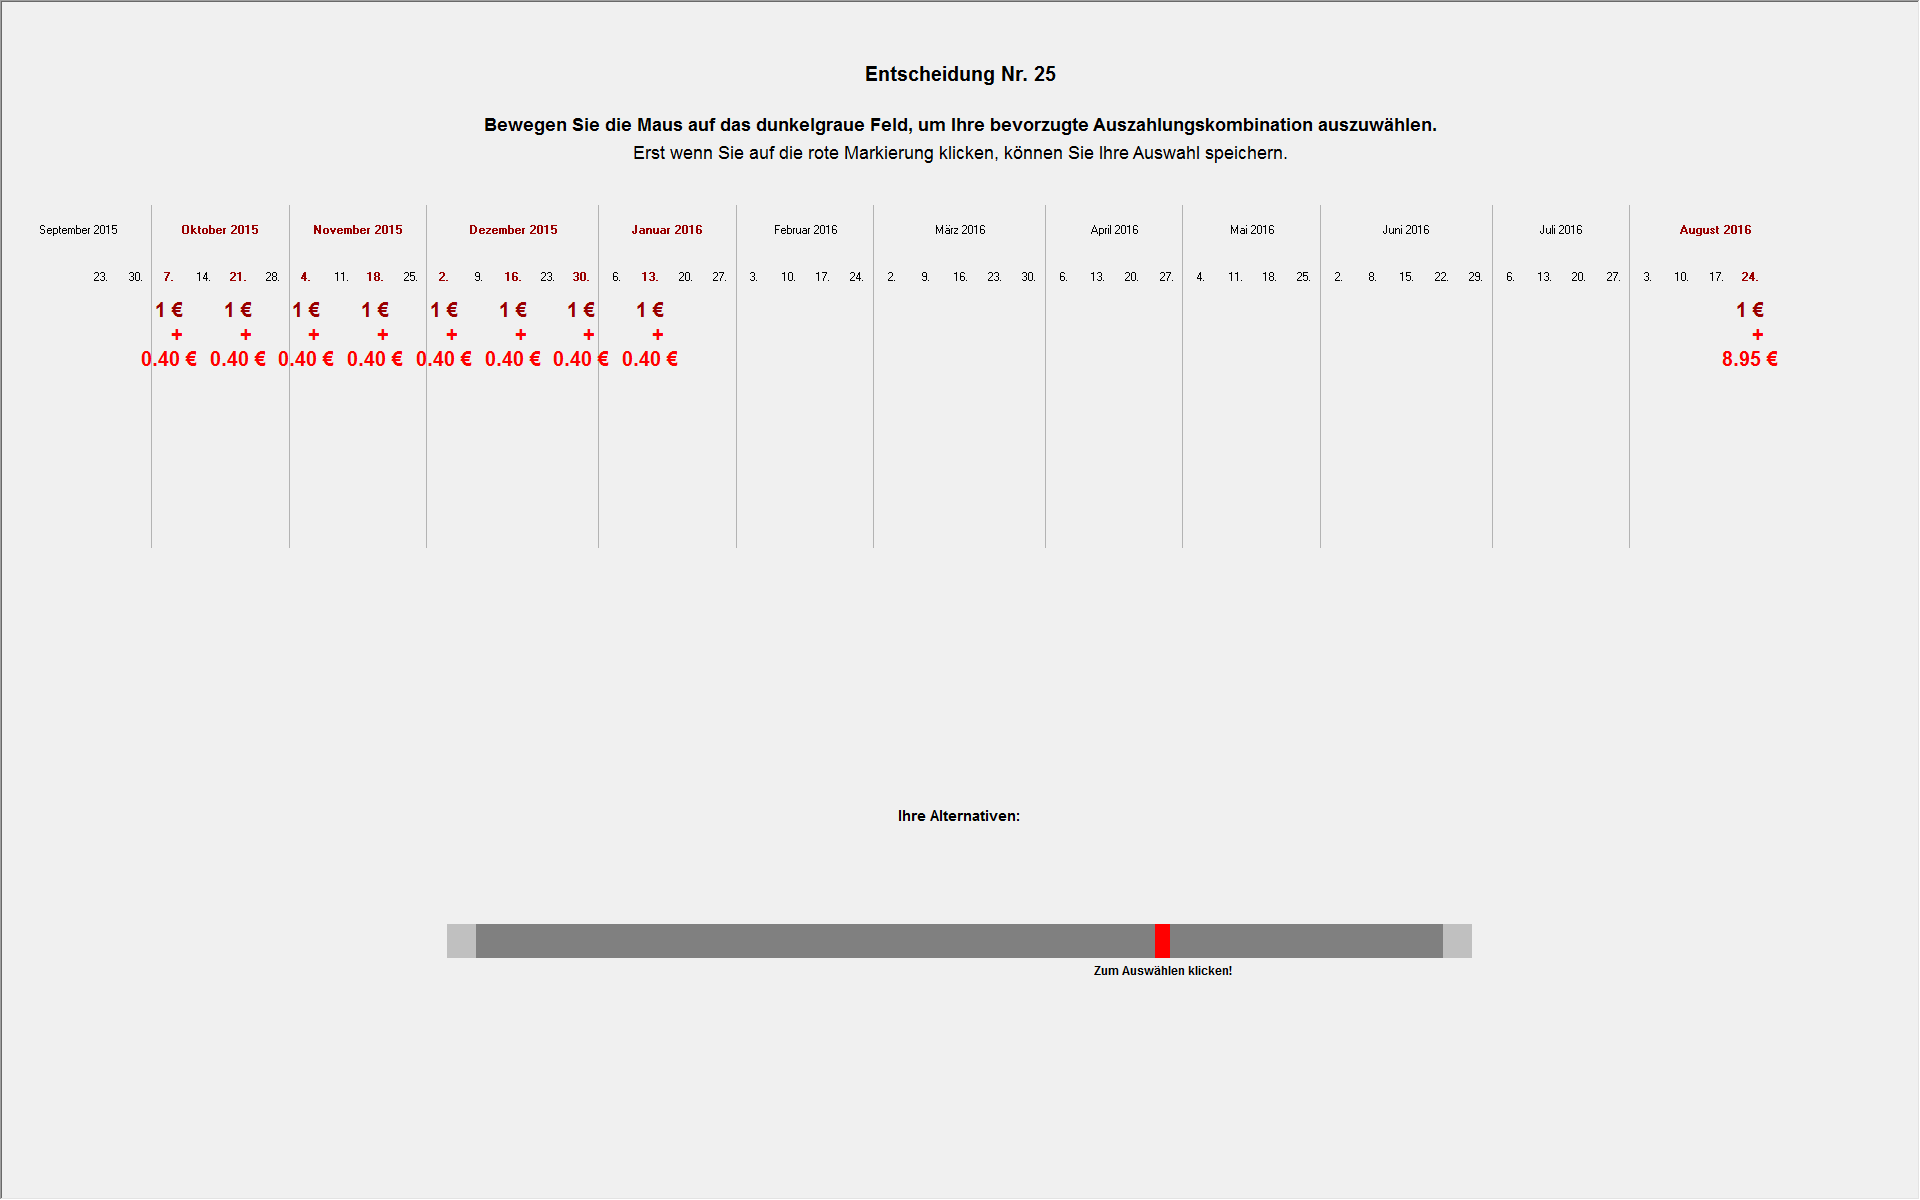 Entscheidung Nr. 25
Bewegen Sie die Maus auf das dunkelgraue Feld, um Ihre bevorzugte Auszahlungskombination auszuwählen.
Erst wenn Sie auf die rote Markierung klicken, können Sie Ihre Auswahl speichern.
September 2015 Oktober 2015 November 2015 Dezember 2015 Januar 2016 Februar 2016 März 2016 April 2016 Mai 2016 Juni 2016 Juli 2016 August 2016
23. 30. 7. 14. 21. 28. 4. 11. 18. 25. 2. 9. 16. 23. 30. 6. 13. 20. 27. 3. 10. 17. 24. 2. 9. 16. 23. 30. 6. 13. 20. 27. 4. 11. 18. 25. 2. 8. 15. 22. 29. 6. 13. 20. 27. 3. 10. 17. 24.
1 € 1 € 1 € 1 € 1 € 1 € 1 € 1 € 1 €
+ + + + + + + + +
0.40 € 0.40 € 0.40 € 0.40 € 0.40 € 0.40 € 0.40 € 0.40 € 8.95 €
Ihre Alternativen:
Zum Auswählen klicken!